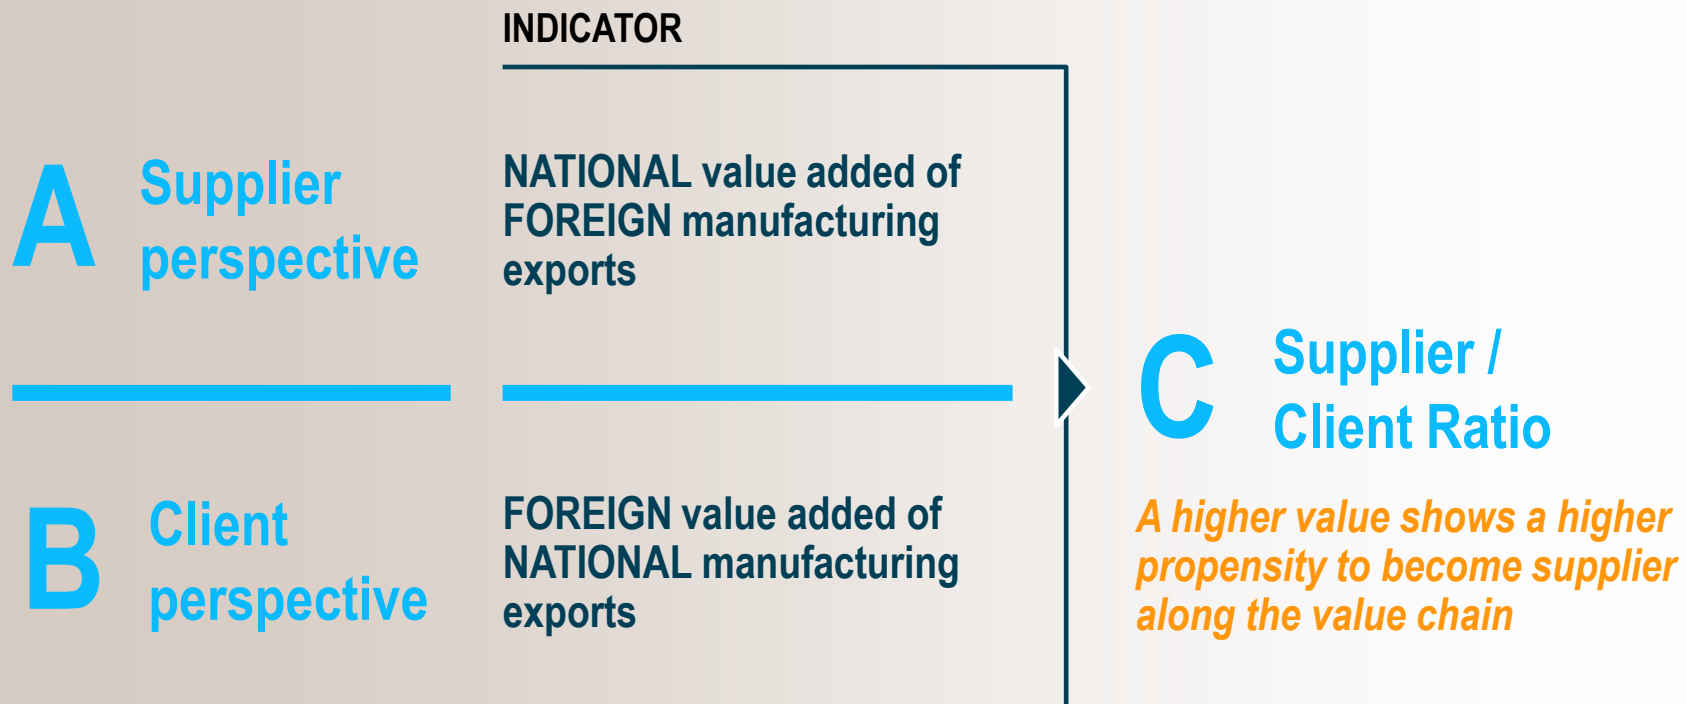 INDICATOR
A
Supplier
perspective
NATIONAL value added of
FOREIGN manufacturing
exports
B
Client
perspective
FOREIGN value added of
NATIONAL manufacturing
exports
C
Supplier /
Client Ratio
A higher value shows a higher
propensity to become supplier
along the value chain